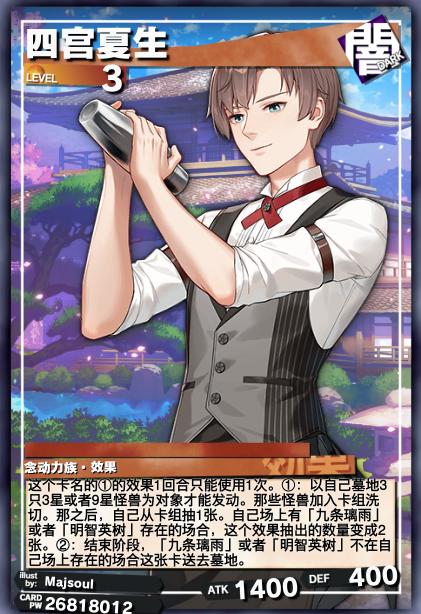 四宫夏生
闇
DARK
LEVEL
3
念动力族·效果
这个卡名的①的效果1回合只能使用1次。①：以自己墓地3
只3星或者9星怪兽为对象才能发动。那些怪兽加入卡组洗
切。那之后，自己从卡组抽1张。自己场上有「九条璃雨」
或者「明智英树」存在的场合，这个效果抽出的数量变成2
张。②：结束阶段，「九条璃雨」或者「明智英树」不在自
己场上存在的场合这张卡送去墓地。
illust by: Majsoul
ATK 1400 DEF 400
CARD PW 26818012